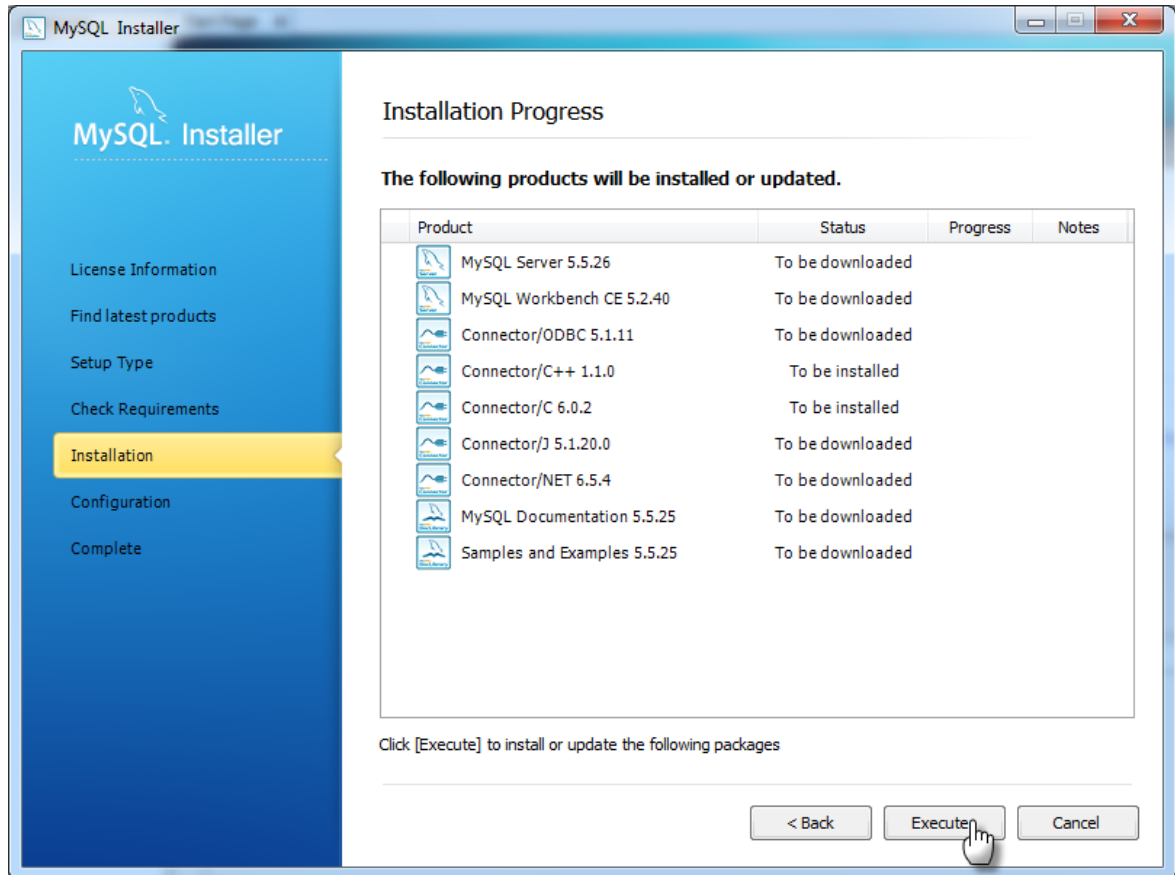 MySQL Installer
MySQL. Installer
License Information
Find latest products
Setup Type
Check Requirements
Installation
Configuration
Complete
Installation Progress
The following products will be installed or updated.
Product Status Progress Notes
MySQL Server 5.5.26 To be downloaded
MySQL Workbench CE 5.2.40 To be downloaded
Connector/ODBC 5.1.11 To be downloaded
Connector/C++ 1.1.0 To be installed
Connector/C 6.0.2 To be installed
Connector/J 5.1.20.0 To be downloaded
Connector/NET 6.5.4 To be downloaded
MySQL Documentation 5.5.25 To be downloaded
Samples and Examples 5.5.25 To be downloaded
Click [Execute] to install or update the following packages
< Back Execute Cancel